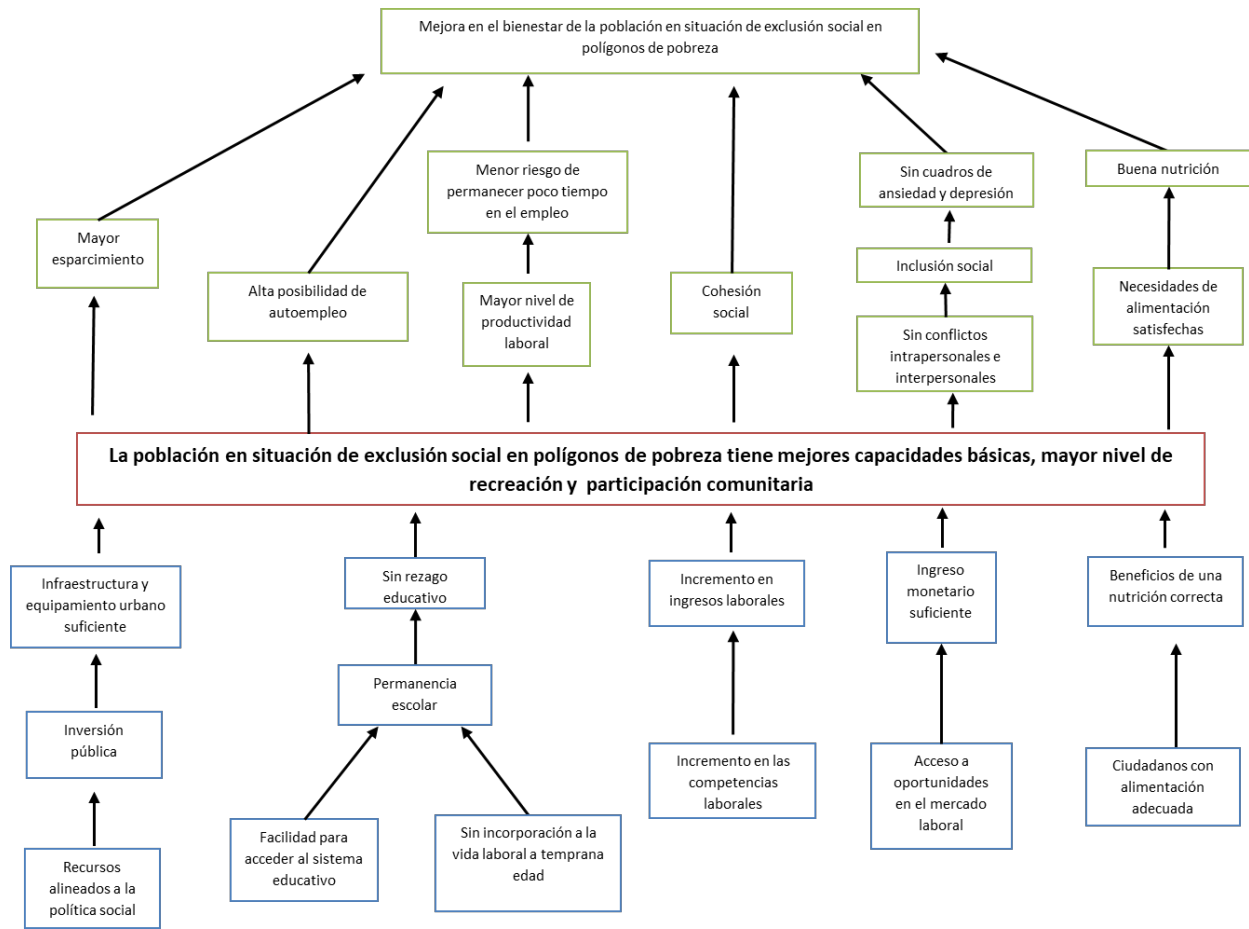 Mejora en el bienestar de la población en situación de exclusión social en
polígonos de pobreza
Mayor
esparcimiento
Alta posibilidad de
autoempleo
Menor riesgo de
permanecer poco tiempo
en el empleo
Mayor nivel de
productividad
laboral
Cohesión
social
Sin cuadros de
ansiedad y depresión
Inclusión social
Sin conflictos
intrapersonales e
interpersonales
Buena nutrición
Necesidades de
alimentación
satisfechas
La población en situación de exclusión social en polígonos de pobreza tiene mejores capacidades básicas, mayor nivel de
recreación y participación comunitaria
Infraestructura y
equipamiento urbano
suficiente
Inversión
pública
Recursos
alineados a la
política social
Sin rezago
educativo
Permanencia
escolar
Facilidad para
acceder al sistema
educativo
Sin incorporación a la
vida laboral a temprana
edad
Incremento en
ingresos laborales
Incremento en las
competencias
laborales
Ingreso
monetario
suficiente
Acceso a
oportunidades
en el mercado
laboral
Beneficios de una
nutrición correcta
Ciudadanos con
alimentación
adecuada